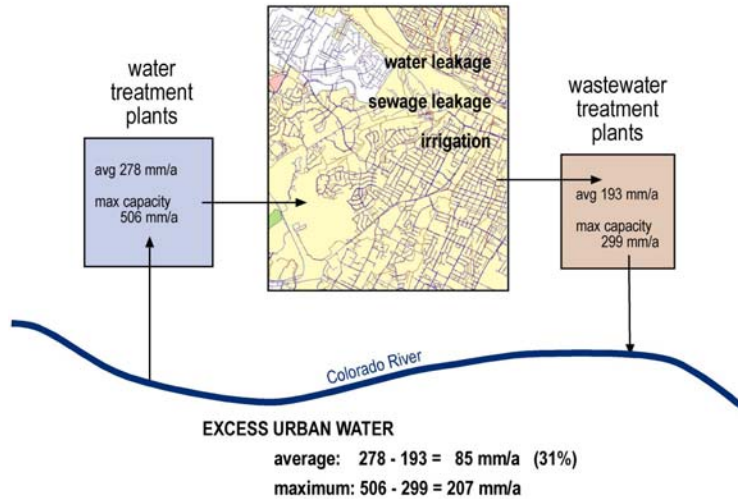 water
treatment
plants
avg 278 mm/a
max capacity
506 mm/a
water leakage
sewage leakage
irrigation
wastewater
treatment
plants
avg 193 mm/a
max capacity
299 mm/a
Colorado River
EXCESS URBAN WATER
average: 278 - 193 = 85 mm/a (31%)
maximum: 506 - 299 = 207 mm/a